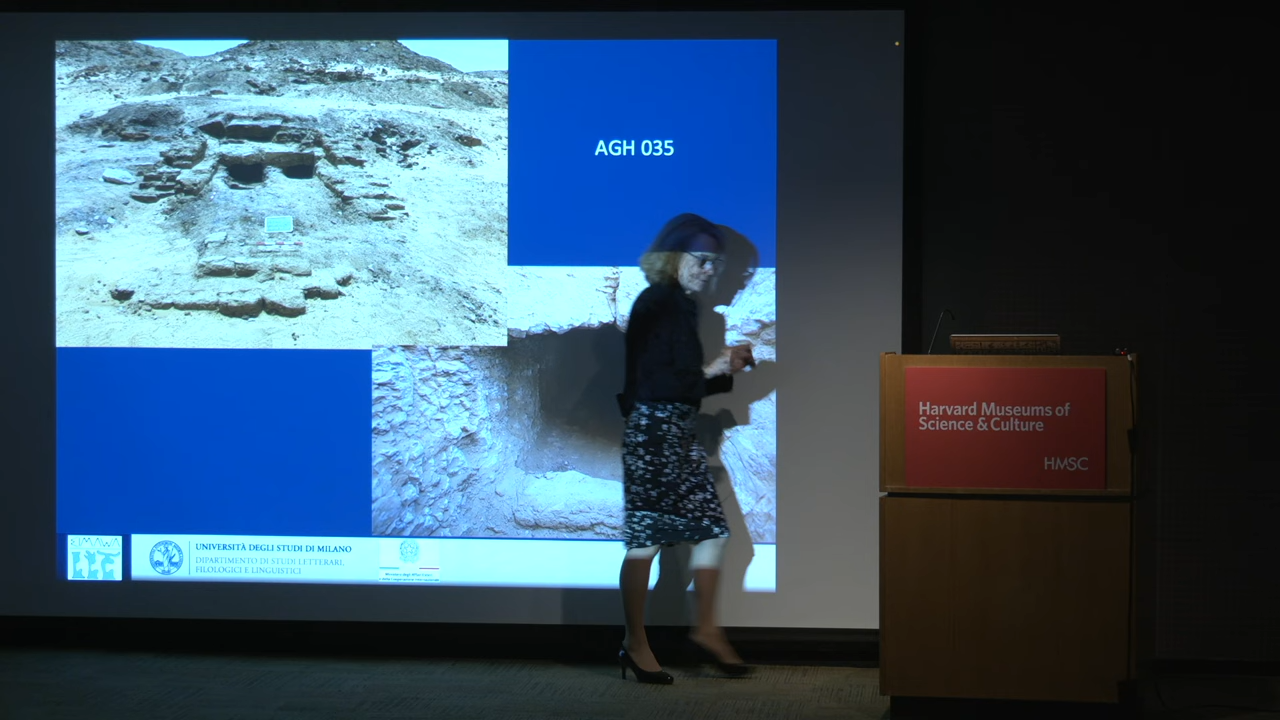 AGH 035
EIMAWA
UNIVERSITÀ DEGLI STUDI DI MILANO
DIPARTIMENTO DI STUDI LETTERARI,
FILOLOGICI E LINGUISTICI
Harvard Museums of
Science & Culture
HMSC